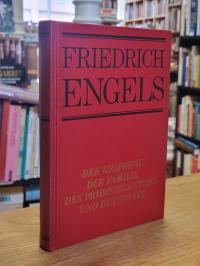 FRIEDRICH
ENGELS
DER URSPRUNG
DER FAMILIE,
DES PRIVATEIGENTUMS
UND DES STAATS